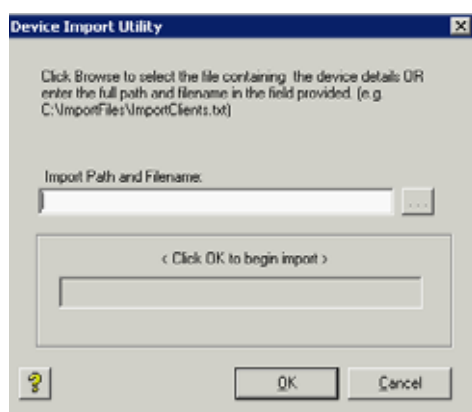 Device Import Utility
Click Browse to select the file containing the device details OR
enter the full path and filename in the field provided. (e.g.
C:\ImportFiles\ImportClients.txt)
Import Path and Filename:
...
< Click OK to begin import >
?
OK
Cancel